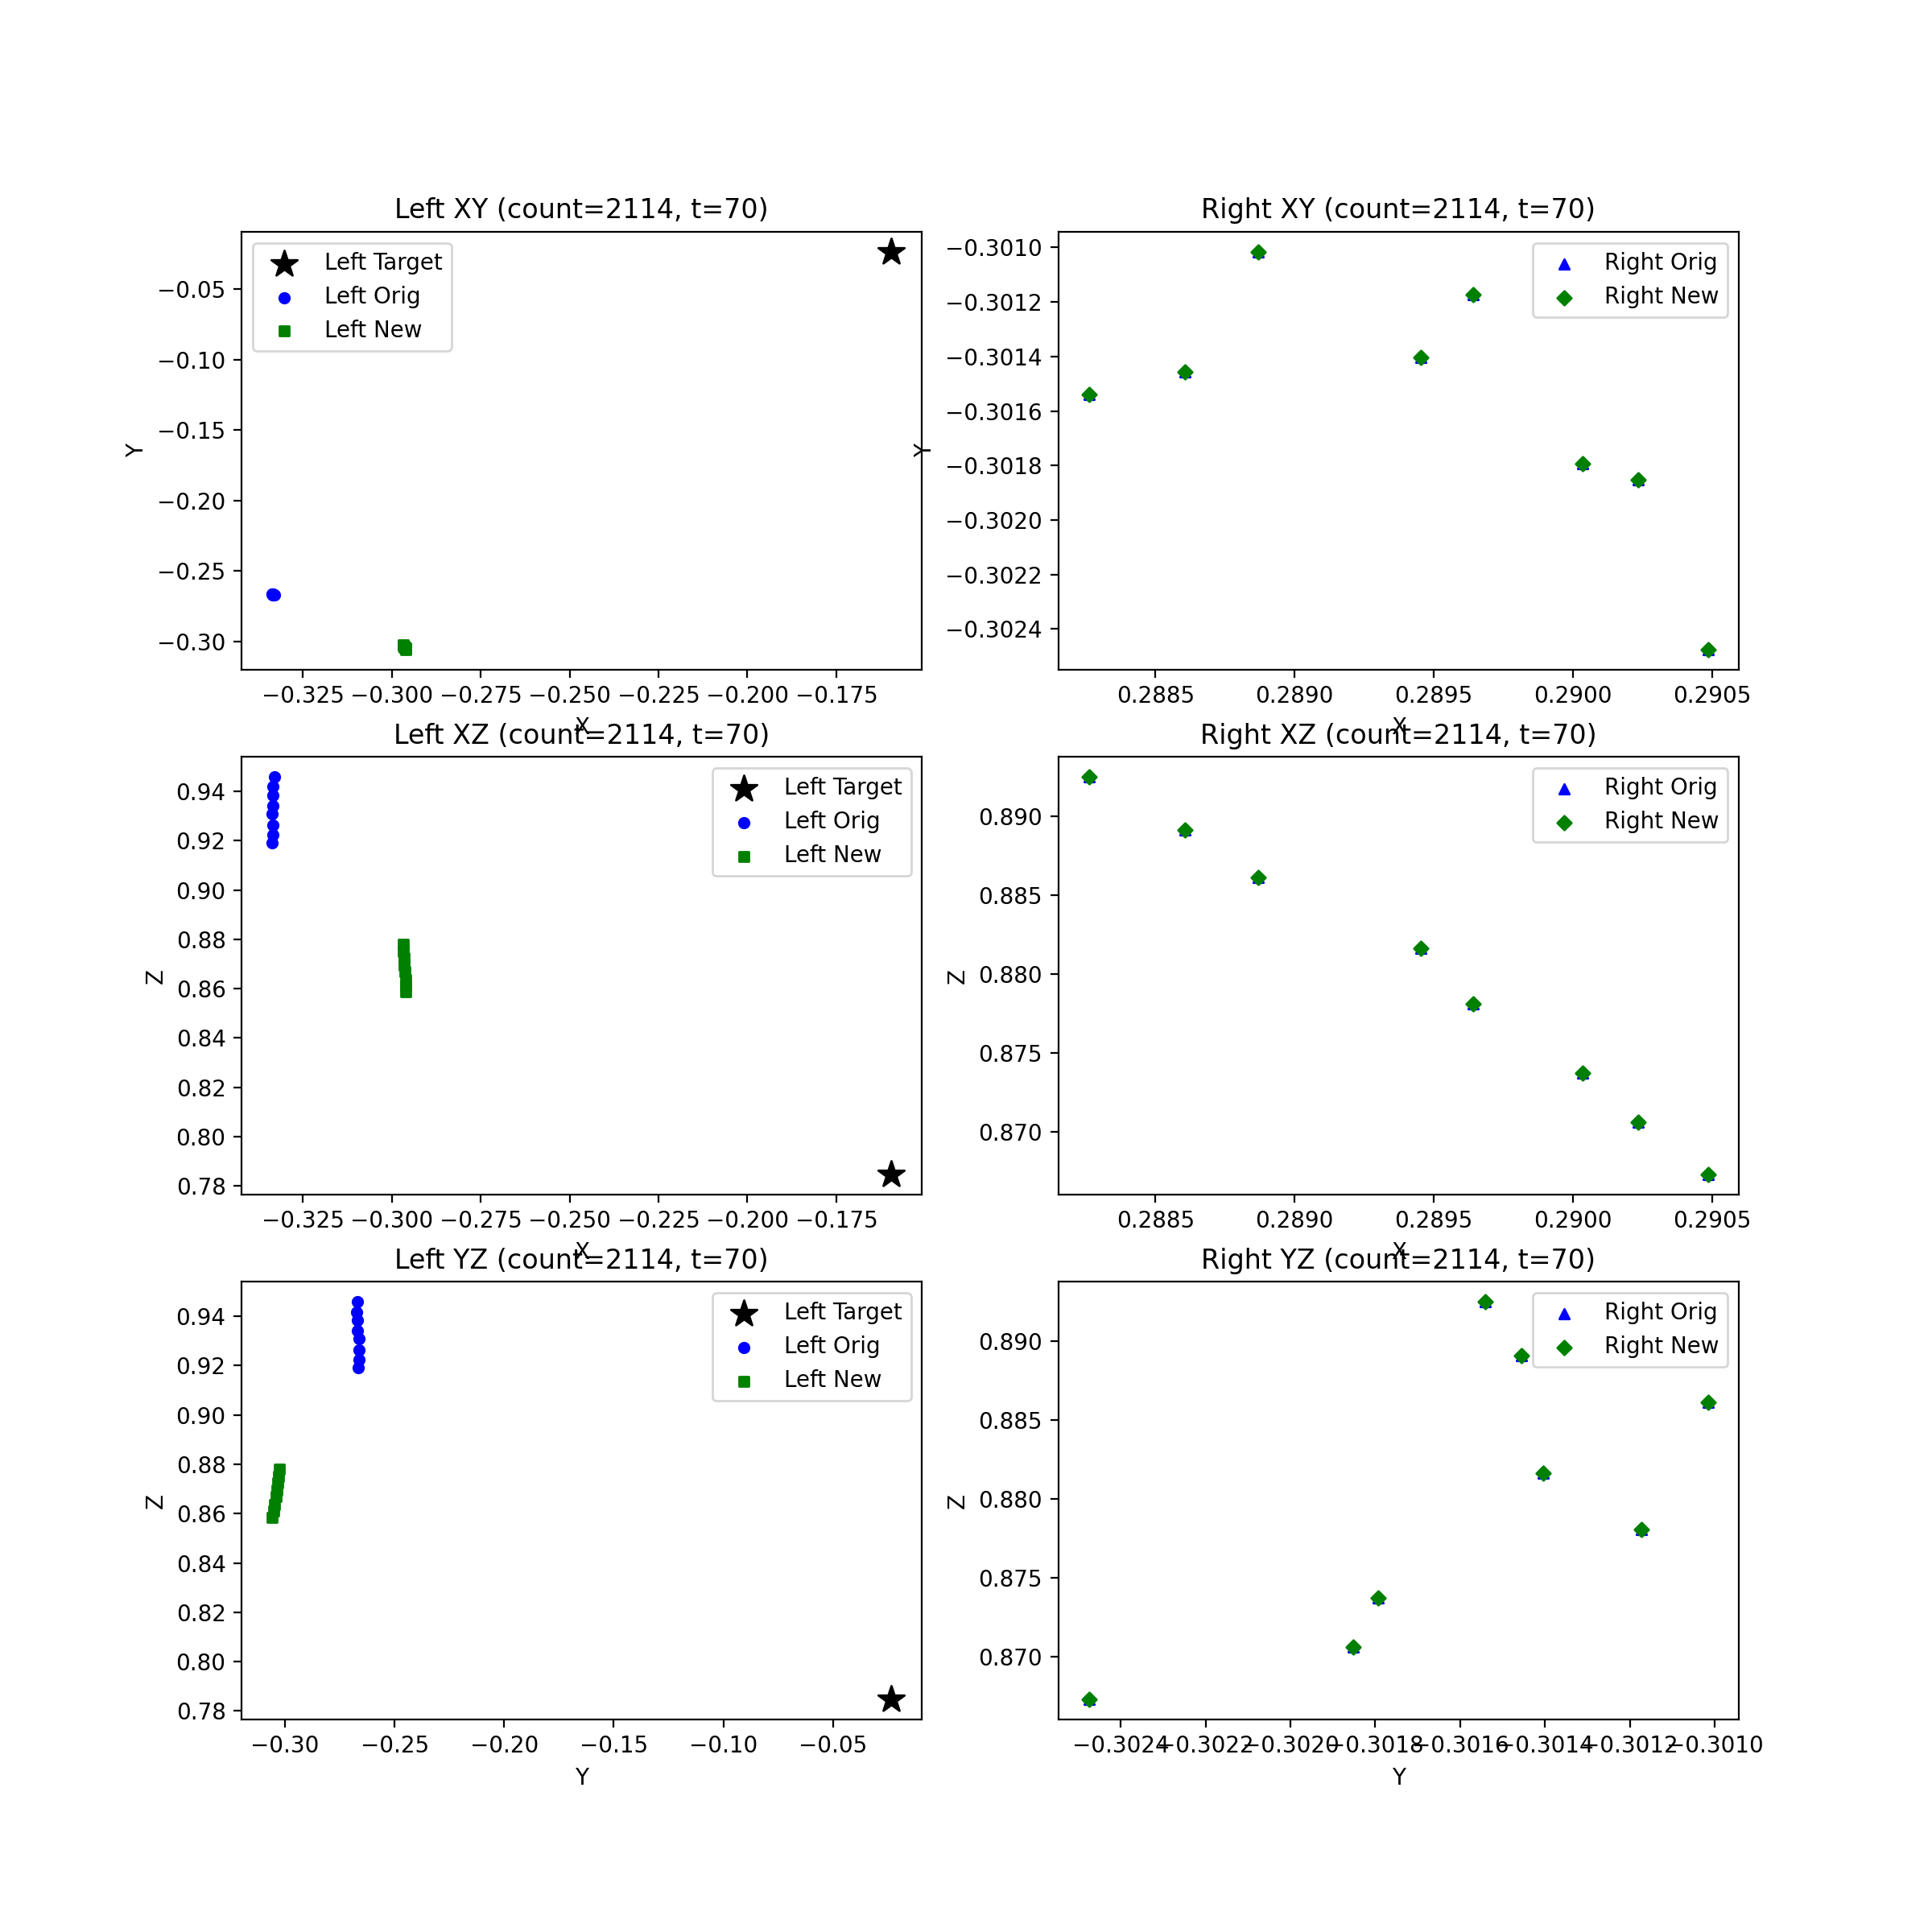 Left XY (count=2114, t=70)
Left Target
Left Orig
Left New
−0.05
−0.10
−0.15
−0.20
−0.25
−0.30
Y
−0.325 −0.300 −0.275 −0.250 −0.225 −0.200 −0.175
X
Right XY (count=2114, t=70)
Right Orig
Right New
−0.3010
−0.3012
−0.3014
−0.3016
−0.3018
−0.3020
−0.3022
−0.3024
Y
0.2885 0.2890 0.2895 0.2900 0.2905
X
Left XZ (count=2114, t=70)
Left Target
Left Orig
Left New
0.94
0.92
0.90
0.88
0.86
0.84
0.82
0.80
0.78
Z
−0.325 −0.300 −0.275 −0.250 −0.225 −0.200 −0.175
X
Right XZ (count=2114, t=70)
Right Orig
Right New
0.890
0.885
0.880
0.875
0.870
Z
0.2885 0.2890 0.2895 0.2900 0.2905
X
Left YZ (count=2114, t=70)
Left Target
Left Orig
Left New
0.94
0.92
0.90
0.88
0.86
0.84
0.82
0.80
0.78
Z
−0.30 −0.25 −0.20 −0.15 −0.10 −0.05
Y
Right YZ (count=2114, t=70)
Right Orig
Right New
0.890
0.885
0.880
0.875
0.870
Z
−0.3024 −0.3022 −0.3020 −0.3018 −0.3016 −0.3014 −0.3012 −0.3010
Y